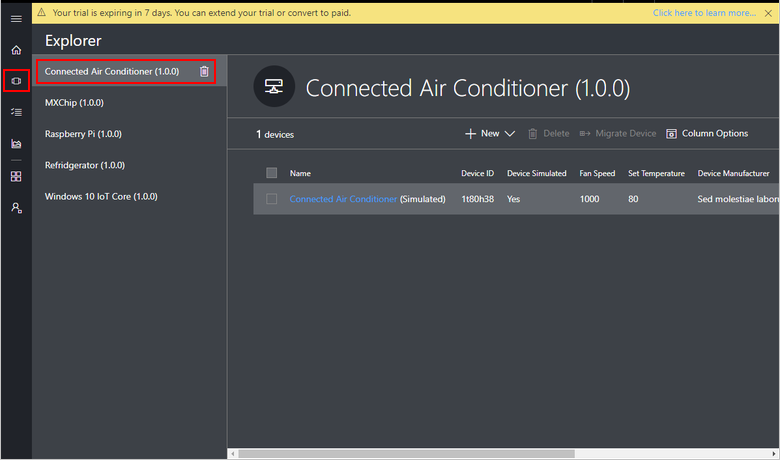 Your trial is expiring in 7 days. You can extend your trial or convert to paid. Click here to learn more...
Explorer
Connected Air Conditioner (1.0.0)
MXChip (1.0.0)
Raspberry Pi (1.0.0)
Refridgerator (1.0.0)
Windows 10 IoT Core (1.0.0)
Connected Air Conditioner (1.0.0)
1 devices New Delete Migrate Device Column Options
Name Device ID Device Simulated Fan Speed Set Temperature Device Manufacturer
Connected Air Conditioner (Simulated) 1t80h38 Yes 1000 80 Sed molestiae labor